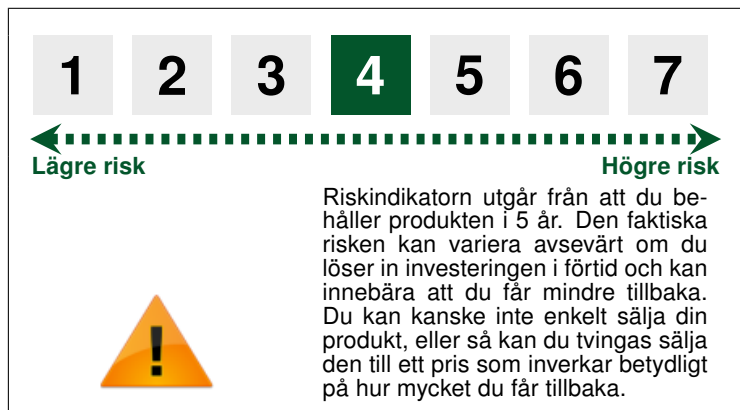 1 2 3 4 5 6 7
Lägre risk Högre risk
Riskindikatorn utgår från att du be-
håller produkten i 5 år. Den faktiska
risken kan variera avsevärt om du
löser in investeringen i förtid och kan
innebära att du får mindre tillbaka.
Du kan kanske inte enkelt sälja din
produkt, eller så kan du tvingas sälja
den till ett pris som inverkar betydligt
på hur mycket du får tillbaka.